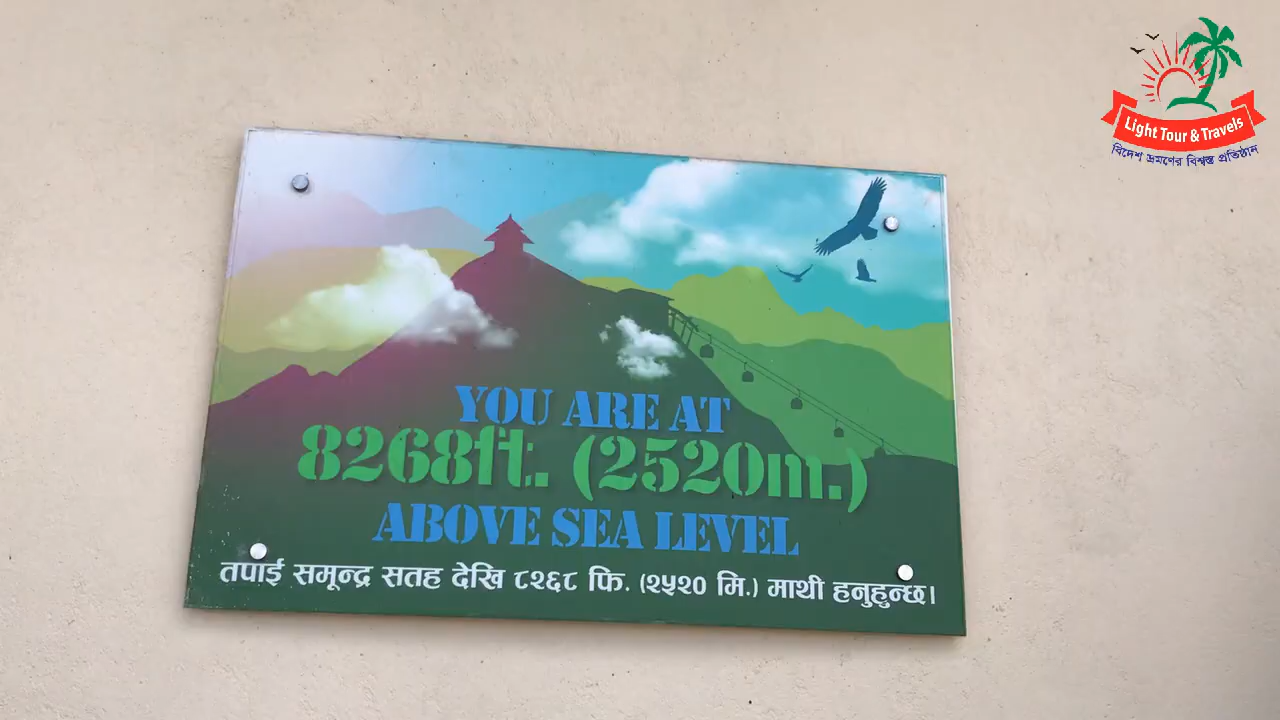 Light Tour & Travels
বিদেশ ভ্রমণের বিশ্বস্ত প্রতিষ্ঠান
YOU ARE AT
8268ft. (2520m.)
ABOVE SEA LEVEL
तपाई समून्द्र सतह देखि ८२६८ फि. (२५२० मि.) माथी हनुहुन्छ।